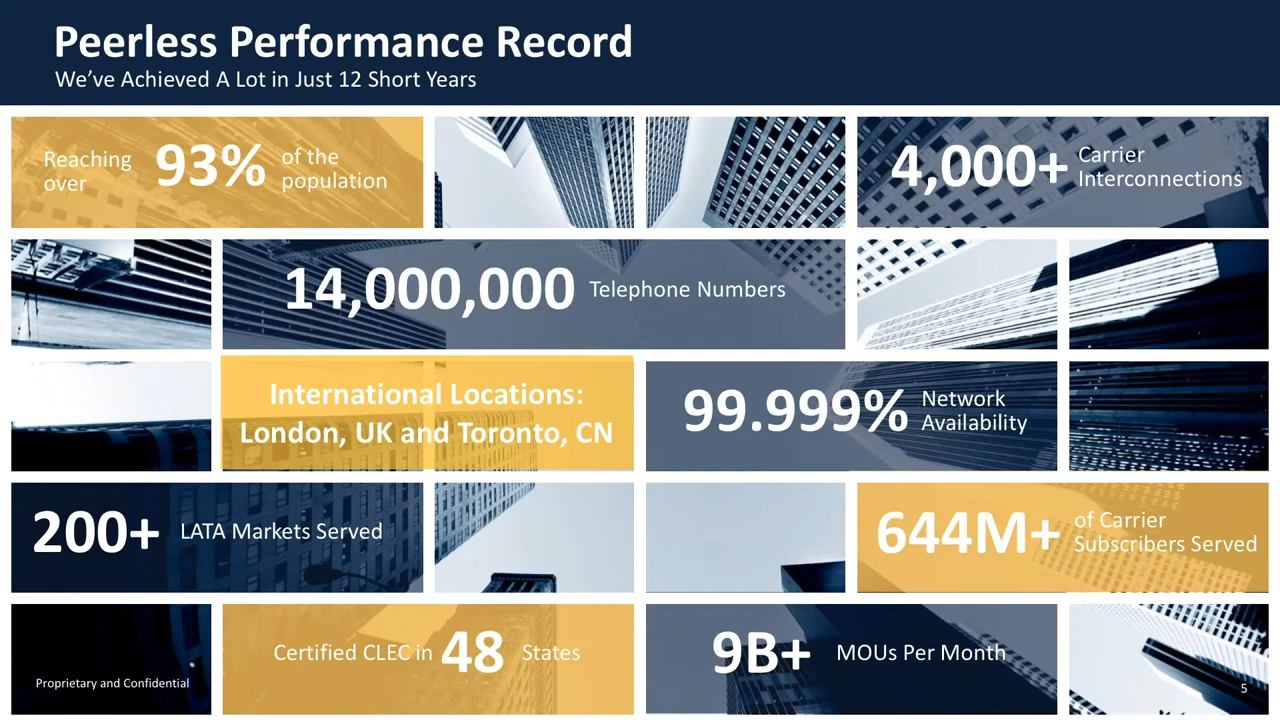 Peerless Performance Record
We’ve Achieved A Lot in Just 12 Short Years
Reaching
over
93%
of the
population
4,000+
Carrier
Interconnections
14,000,000 Telephone Numbers
International Locations:
London, UK and Toronto, CN
99.999%
Network
Availability
200+ LATA Markets Served
644M+
of Carrier
Subscribers Served
Certified CLEC in 48 States
9B+ MOUs Per Month
Proprietary and Confidential
5